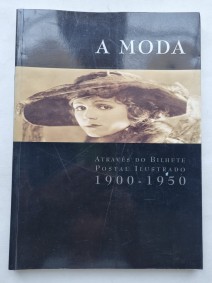 A MODA
ATRAVÉS DO BILHETE
POSTAL ILUSTRADO
1900-1950